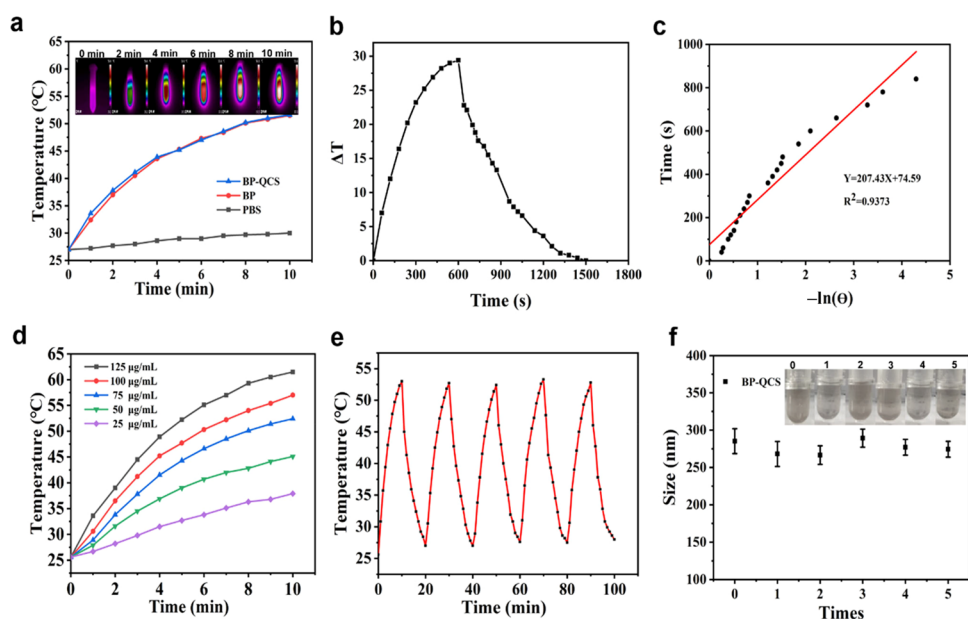 a
65
60
55
50
45
40
35
30
25
Temperature (°C)
0 min 2 min 4 min 6 min 8 min 10 min
BP-QCS
BP
PBS
0 2 4 6 8 10
Time (min)
b
35
30
25
20
15
10
5
0
ΔT
0 300 600 900 1200 1500 1800
Time (s)
c
1000
800
600
400
200
0
Time (s)
Y=207.43X+74.59
R²=0.9373
0 1 2 3 4 5
−ln(Θ)
d
65
60
55
50
45
40
35
30
25
Temperature (°C)
125 µg/mL
100 µg/mL
75 µg/mL
50 µg/mL
25 µg/mL
0 2 4 6 8 10
Time (min)
e
55
50
45
40
35
30
25
Temperature (°C)
0 20 40 60 80 100
Time (min)
f
400
350
300
250
200
150
100
Size (nm)
BP-QCS
0 1 2 3 4 5
0 1 2 3 4 5
Times